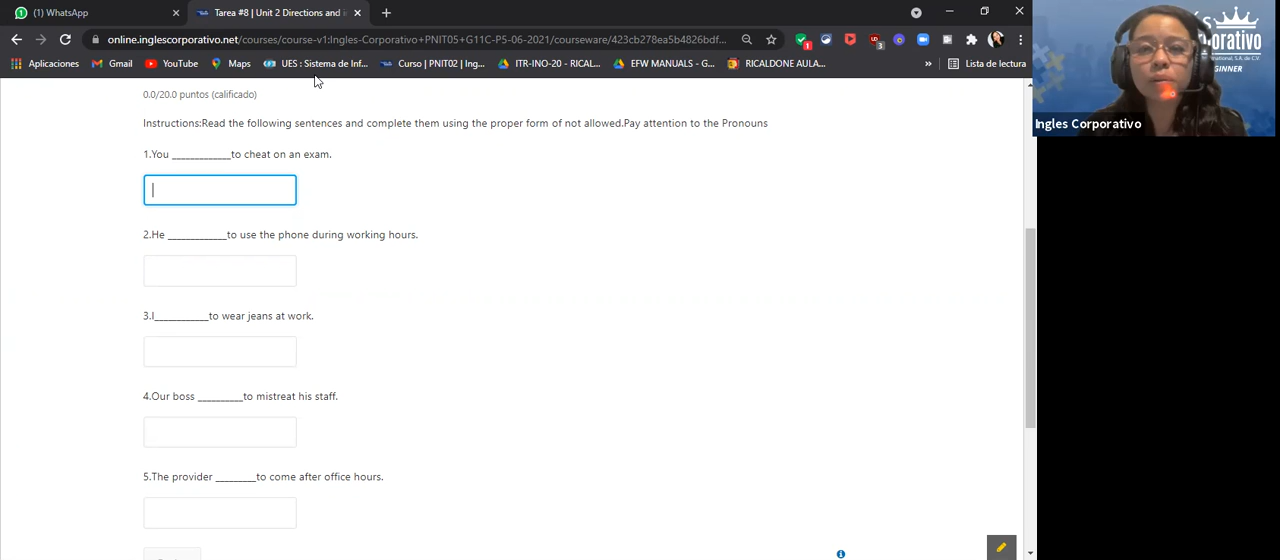 (1) WhatsApp
Tarea #8 | Unit 2 Directions and i
online.inglescorporativo.net/courses/course-v1:Ingles-Corporativo+PNIT05+G11C-P5-06-2021/courseware/423cb278ea5b4826bdf...
Aplicaciones Gmail YouTube Maps UES : Sistema de Inf... Curso | PNIT02 | Ing... ITR-INO-20 - RICAL... EFW MANUALS - G... RICALDONE AULA... » Lista de lectura
0.0/20.0 puntos (calificado)
Instructions:Read the following sentences and complete them using the proper form of not allowed.Pay attention to the Pronouns
1.You _____________to cheat on an exam.
2.He _____________to use the phone during working hours.
3.I____________to wear jeans at work.
4.Our boss __________to mistreat his staff.
5.The provider _________to come after office hours.
Ingles Corporativo